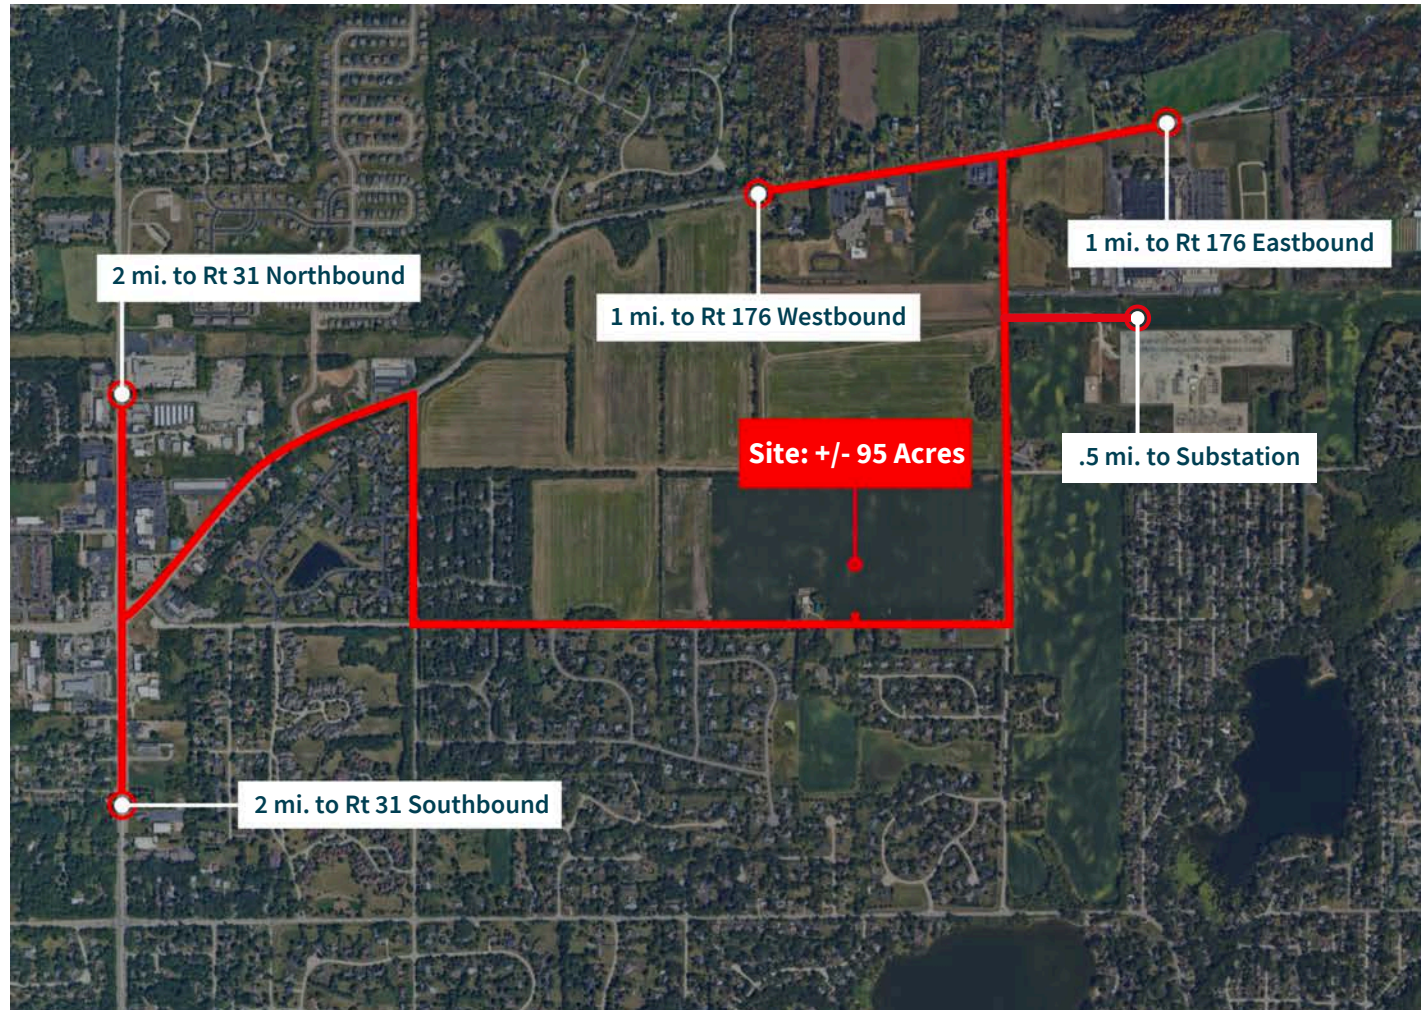 1 mi. to Rt 176 Eastbound
2 mi. to Rt 31 Northbound
1 mi. to Rt 176 Westbound
Site: +/- 95 Acres
.5 mi. to Substation
2 mi. to Rt 31 Southbound